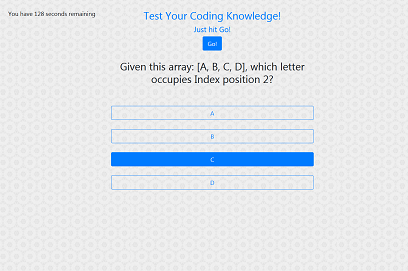 You have 128 seconds remaining
Test Your Coding Knowledge!
Just hit Go!
Go!
Given this array: [A, B, C, D], which letter
occupies Index position 2?
A
B
C
D